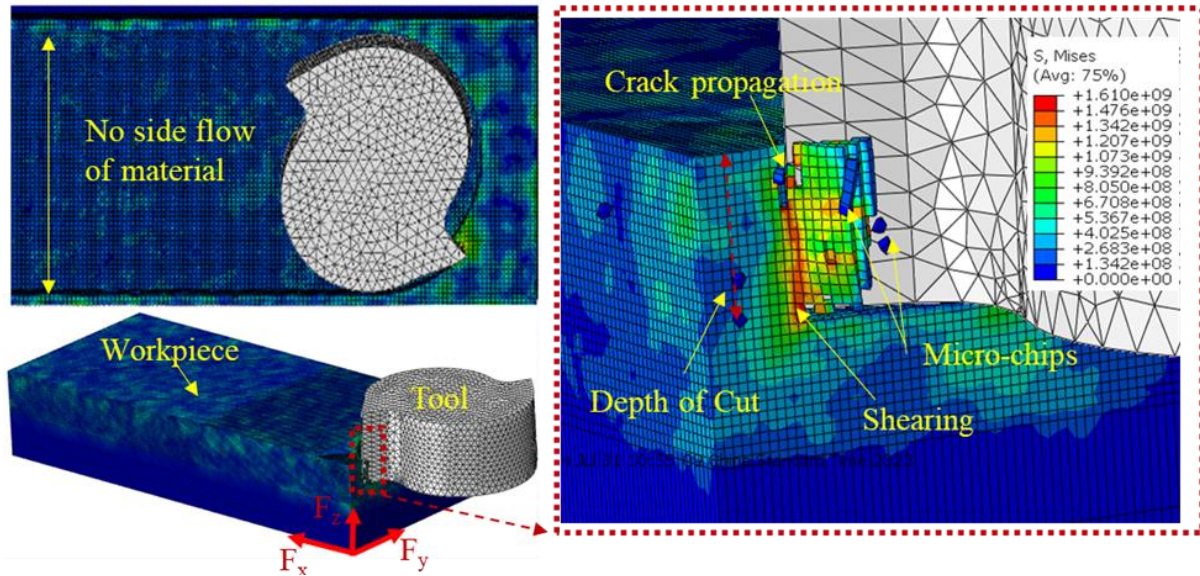 No side flow
of material
Workpiece
Tool
Fz
Fx
Fy
Crack propagation
S, Mises
(Avg: 75%)
+1.610e+09
+1.476e+09
+1.342e+09
+1.207e+09
+1.073e+09
+9.392e+08
+8.050e+08
+6.708e+08
+5.367e+08
+4.025e+08
+2.683e+08
+1.342e+08
+0.000e+00
Depth of Cut
Micro-chips
Shearing